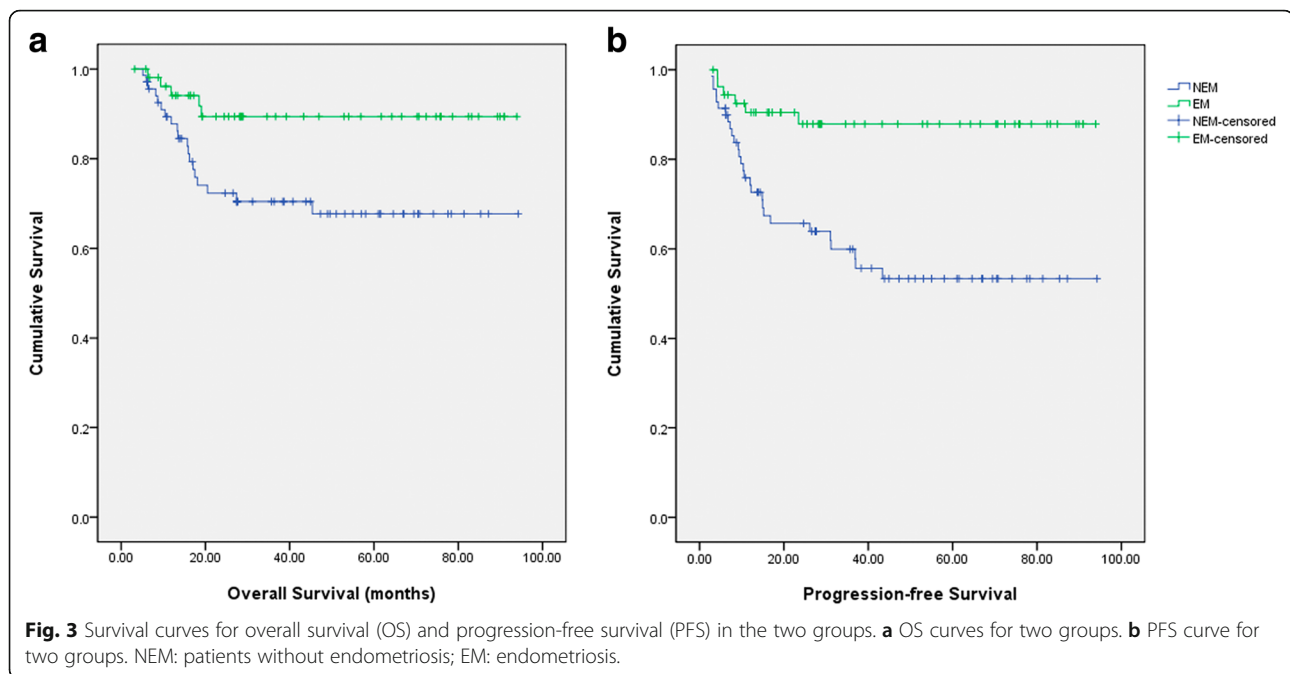 a
1.0
0.8
0.6
0.4
0.2
0.0
Cumulative Survival
0.00 20.00 40.00 60.00 80.00 100.00
Overall Survival (months)
b
1.0
0.8
0.6
0.4
0.2
0.0
Cumulative Survival
0.00 20.00 40.00 60.00 80.00 100.00
Progression-free Survival
NEM
EM
NEM-censored
EM-censored
Fig. 3 Survival curves for overall survival (OS) and progression-free survival (PFS) in the two groups. a OS curves for two groups. b PFS curve for
two groups. NEM: patients without endometriosis; EM: endometriosis.